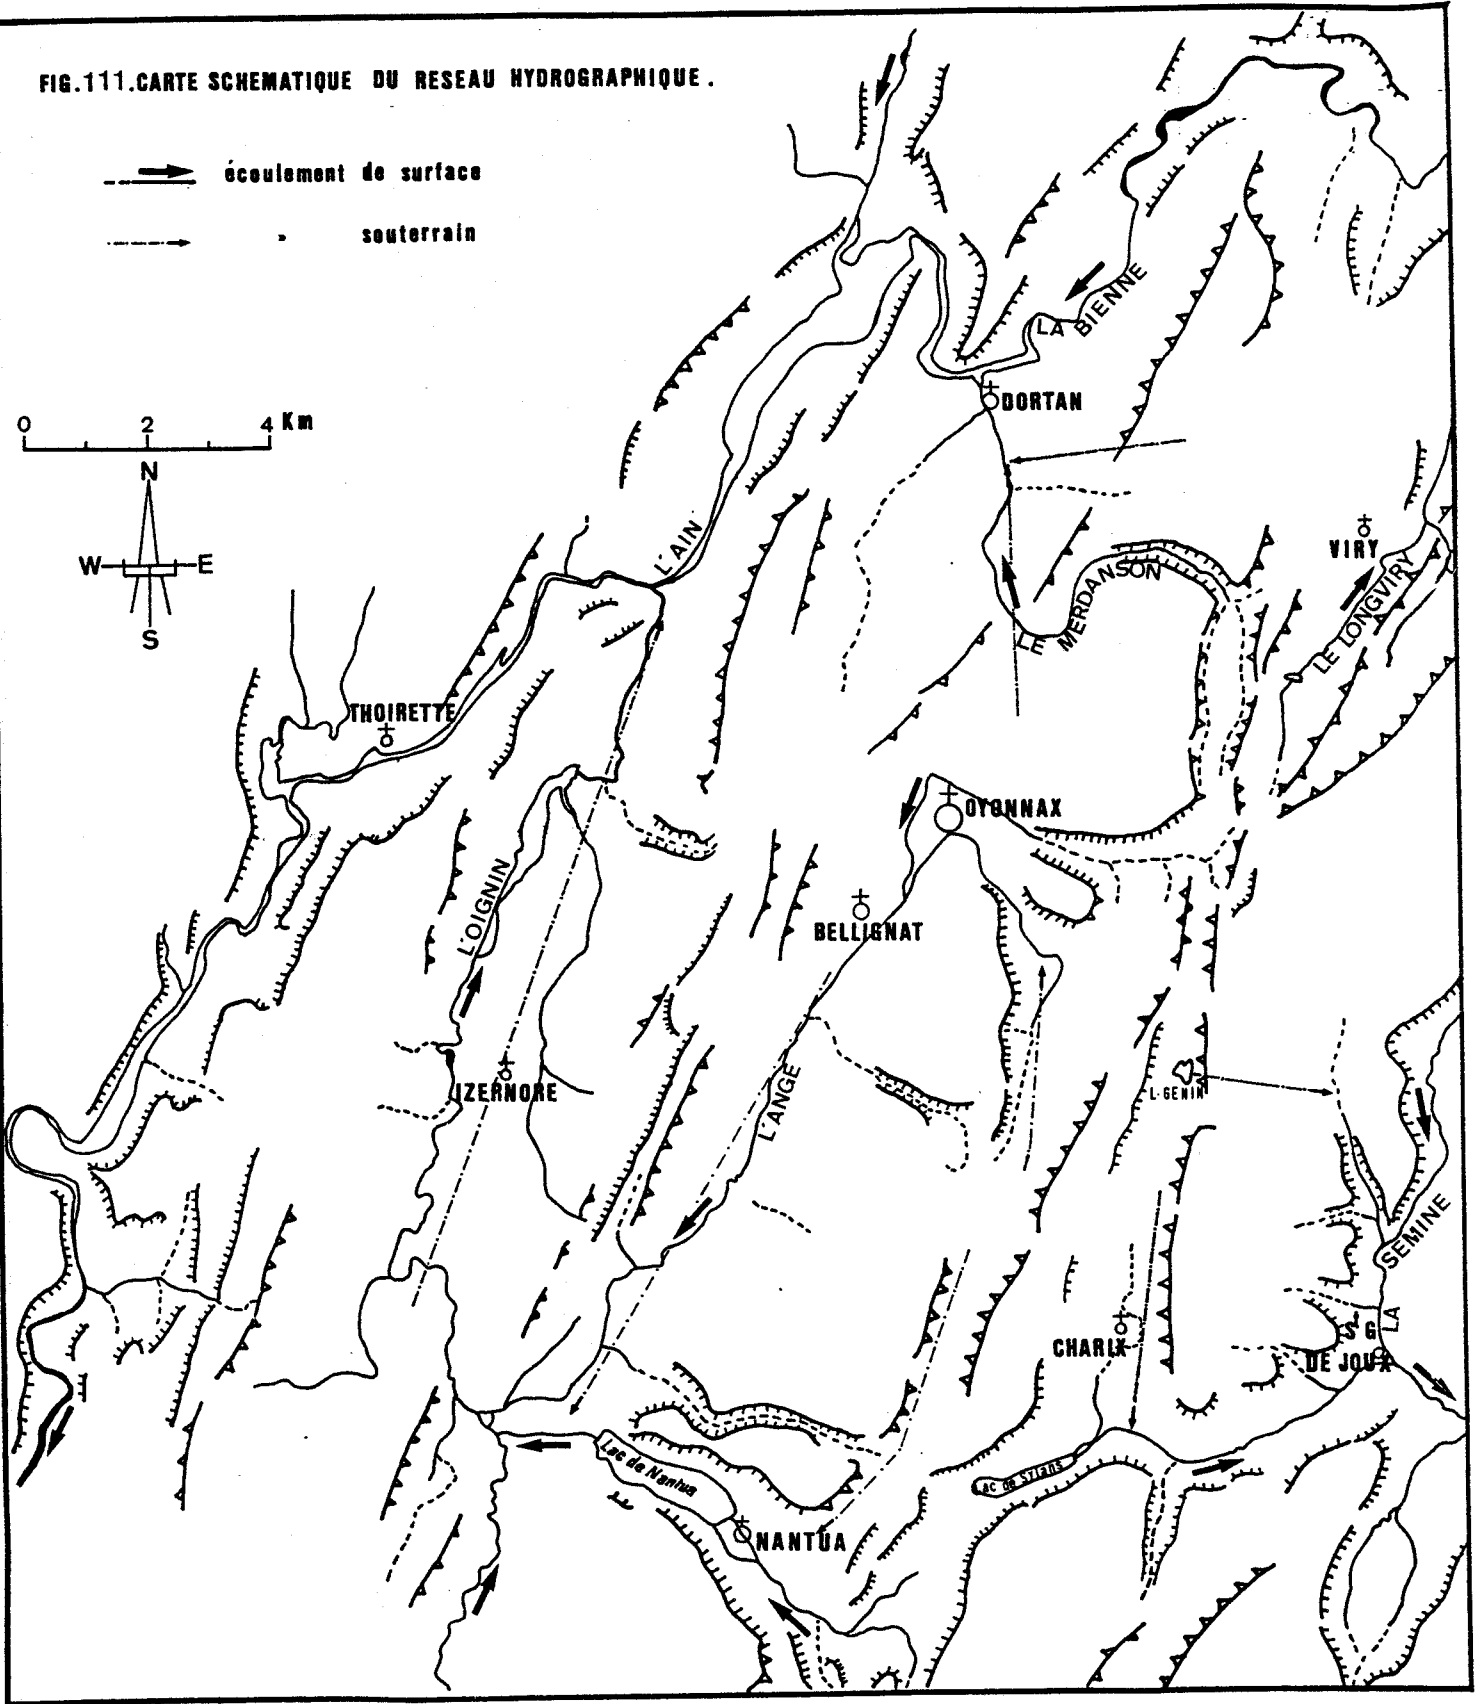 FIG.111.CARTE SCHEMATIQUE DU RESEAU HYDROGRAPHIQUE.
écoulement de surface
" souterrain
0 2 4 Km
N
W E
S
LA BIENNE
DORTAN
L'AIN
VIRY
LE LONGVIRY
LE MERDANSON
THOIRETTE
OYONNAX
L'OIGNIN
BELLIGNAT
IZERNORE
L'ANGE
L. GENIN
LA SEMINE
CHARIX
St G.
DE JOUX
Lac de Nantua
Lac de Sylans
NANTUA